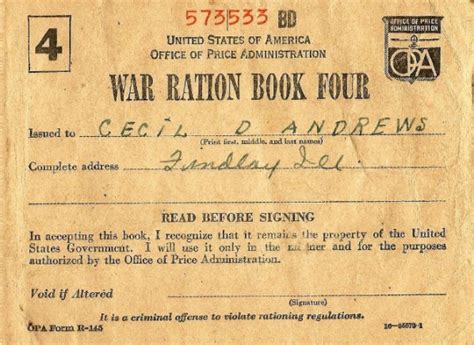 573533 BD
4
UNITED STATES OF AMERICA
OFFICE OF PRICE ADMINISTRATION
OFFICE OF PRICE
ADMINISTRATION
OPA
WAR RATION BOOK FOUR
Issued to CECIL D ANDREWS
(Print first, middle, and last names)
Complete address Findlay Ill
READ BEFORE SIGNING
In accepting this book, I recognize that it remains the property of the United
States Government. I will use it only in the manner and for the purposes
authorized by the Office of Price Administration.
Void if Altered
(Signature)
It is a criminal offense to violate rationing regulations.
OPA Form R-145
16-35570-1